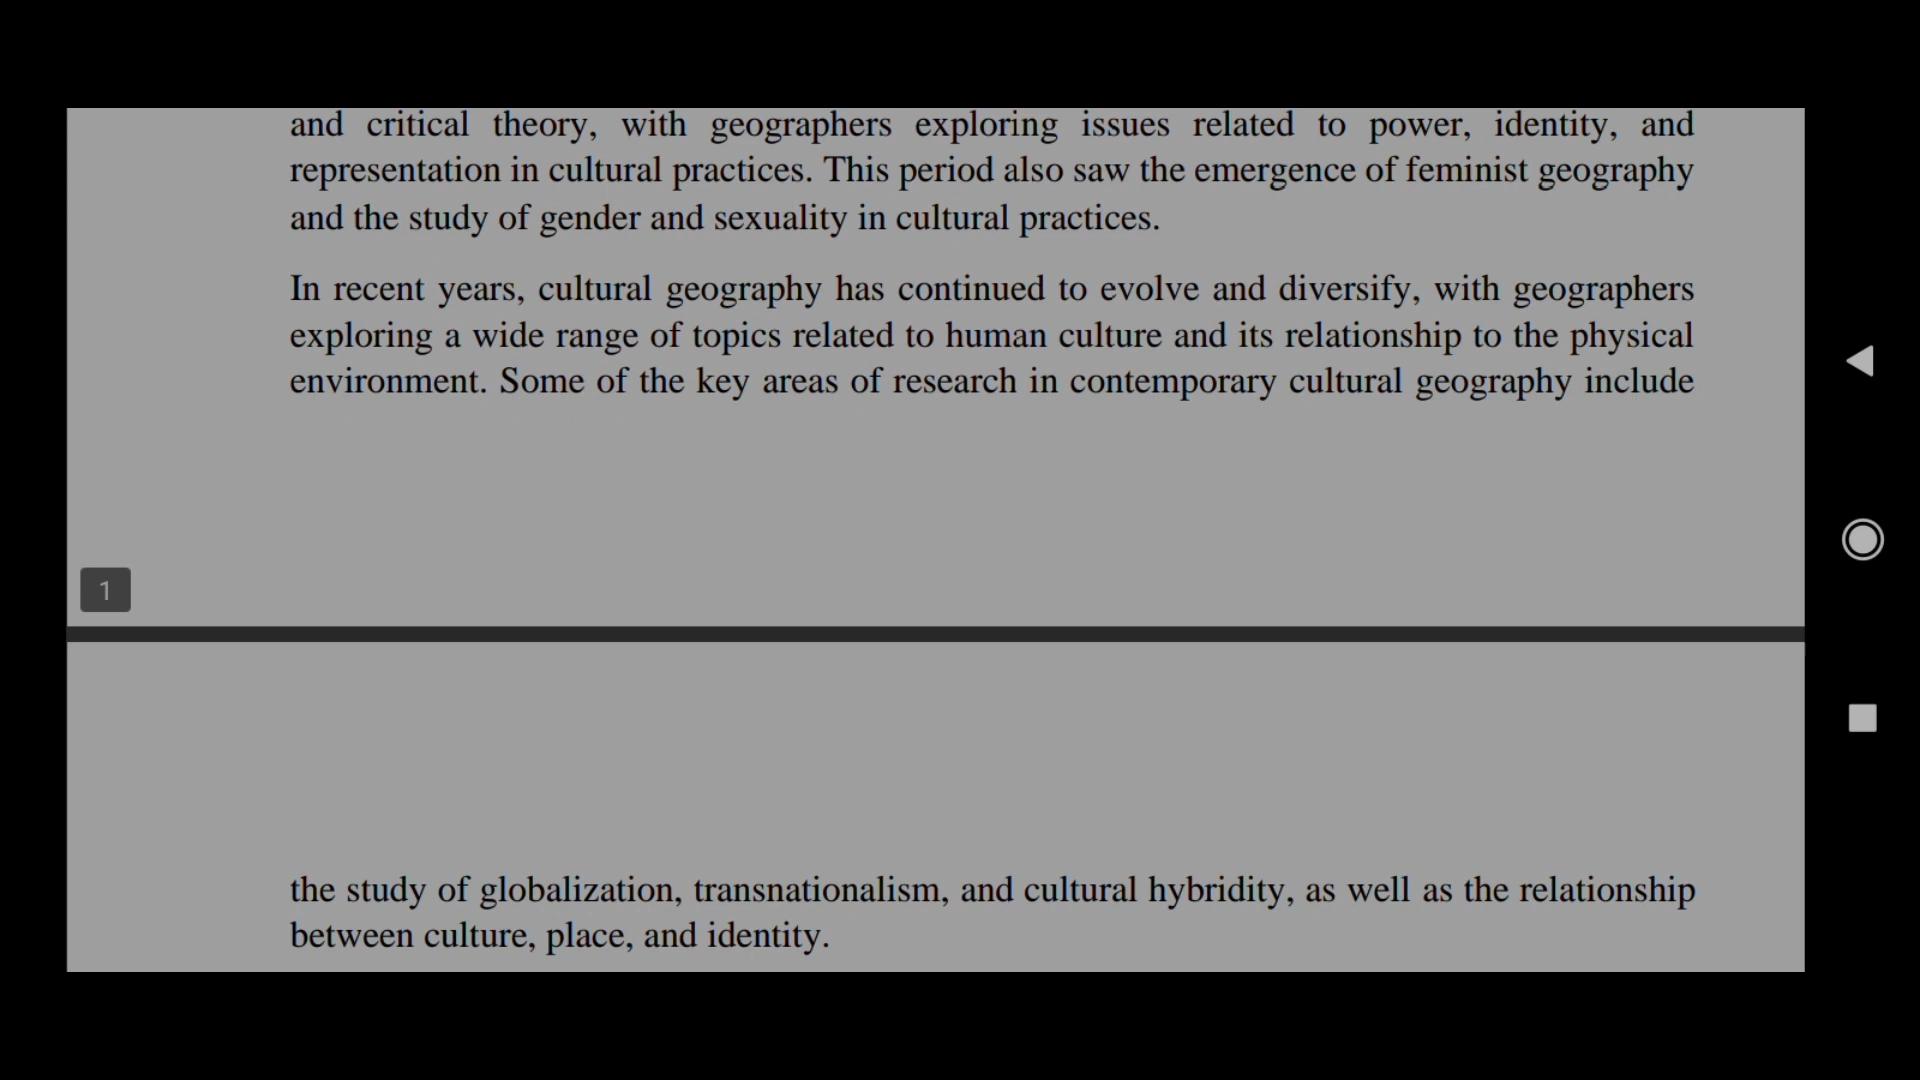 and critical theory, with geographers exploring issues related to power, identity, and
representation in cultural practices. This period also saw the emergence of feminist geography
and the study of gender and sexuality in cultural practices.
In recent years, cultural geography has continued to evolve and diversify, with geographers
exploring a wide range of topics related to human culture and its relationship to the physical
environment. Some of the key areas of research in contemporary cultural geography include
1
the study of globalization, transnationalism, and cultural hybridity, as well as the relationship
between culture, place, and identity.